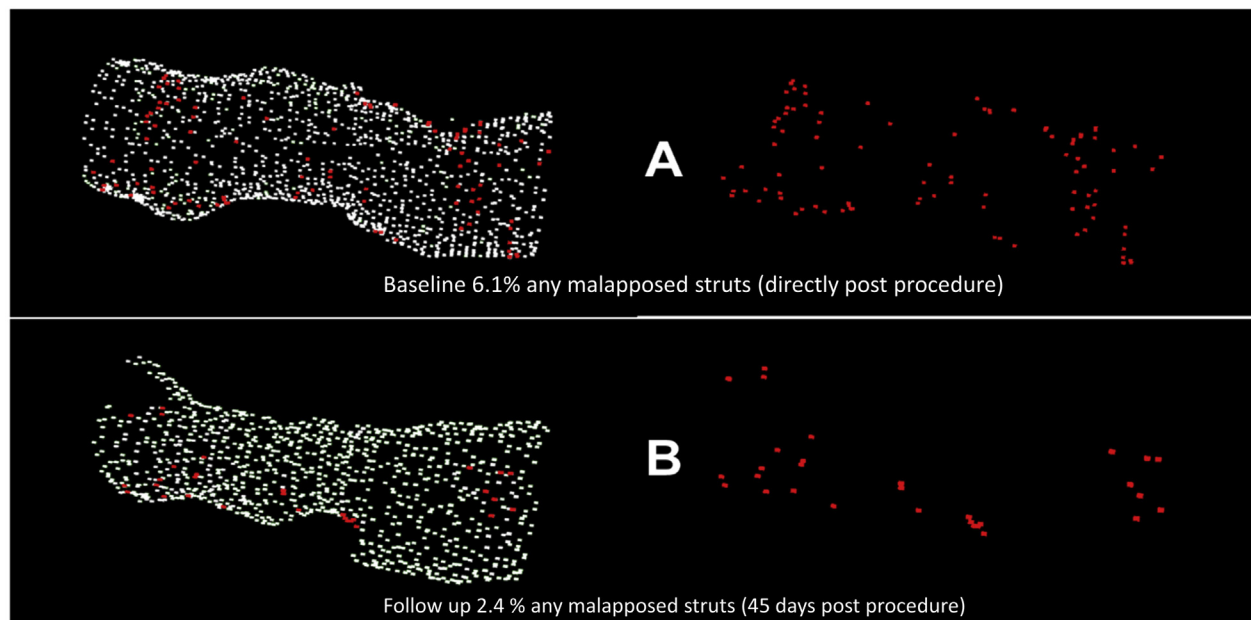 A
Baseline 6.1% any malapposed struts (directly post procedure)
B
Follow up 2.4 % any malapposed struts (45 days post procedure)